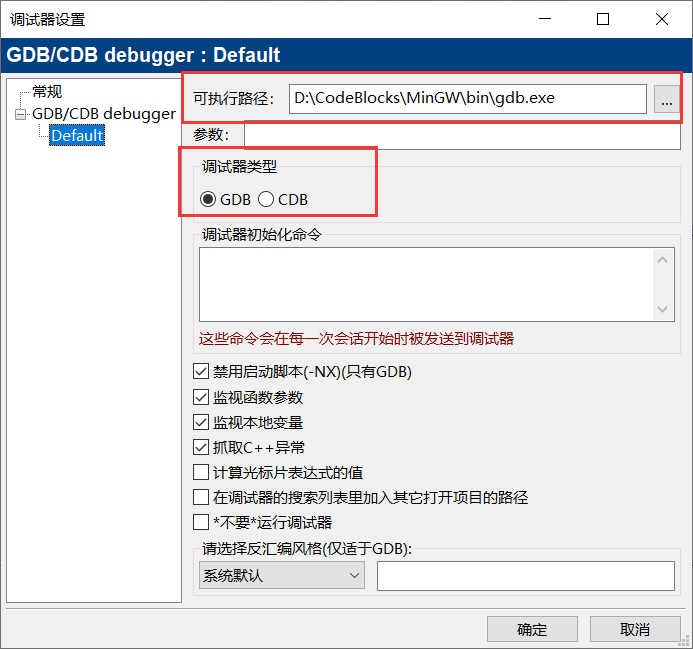 调试器设置
GDB/CDB debugger : Default
常规
GDB/CDB debugger
Default
可执行路径:
D:\CodeBlocks\MinGW\bin\gdb.exe
...
参数:
调试器类型
GDB
CDB
调试器初始化命令
这些命令会在每一次会话开始时被发送到调试器
禁用启动脚本(-NX)(只有GDB)
监视函数参数
监视本地变量
抓取C++异常
计算光标片表达式的值
在调试器的搜索列表里加入其它打开项目的路径
*不要*运行调试器
请选择反汇编风格(仅适于GDB):
系统默认
确定
取消